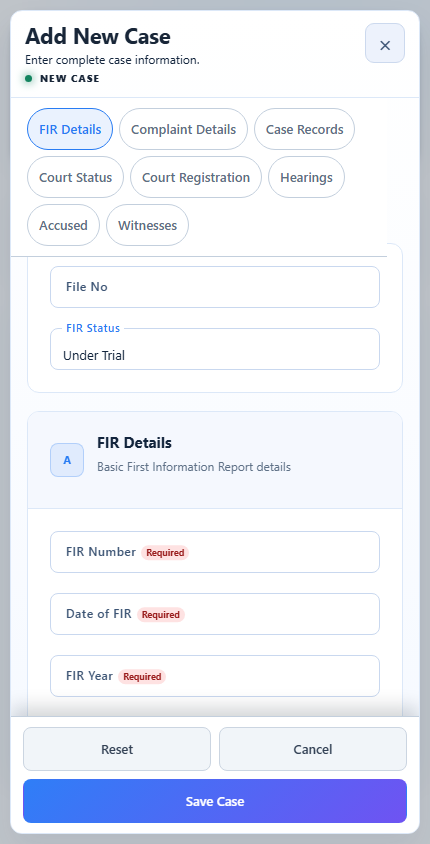 Add New Case
Enter complete case information.
NEW CASE
×
FIR Details
Complaint Details
Case Records
Court Status
Court Registration
Hearings
Accused
Witnesses
File No
FIR Status
Under Trial
A
FIR Details
Basic First Information Report details
FIR Number Required
Date of FIR Required
FIR Year Required
Reset
Cancel
Save Case